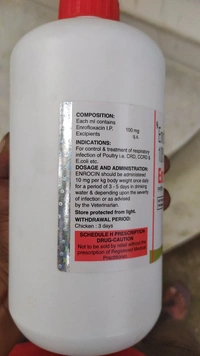 COMPOSITION:
Each ml contains
Enrofloxacin I.P. 100 mg
Excipients q.s.
INDICATIONS:
For control & treatment of respiratory
infection of Poultry i.e. CRD, CCRD &
E.coli etc.
DOSAGE AND ADMINISTRATION
ENROCIN should be administered
10 mg per kg body weight once daily
for a period of 3 - 5 days in drinking
water & depending upon the severity
of infection or as advised
by the Veterinarian.
Store protected from light.
WITHDRAWAL PERIOD:
Chicken : 3 days
SCHEDULE H PRESCRIPTION
DRUG-CAUTION
Not to be sold by retail without the
prescription of Registered Medical
Practitioner.